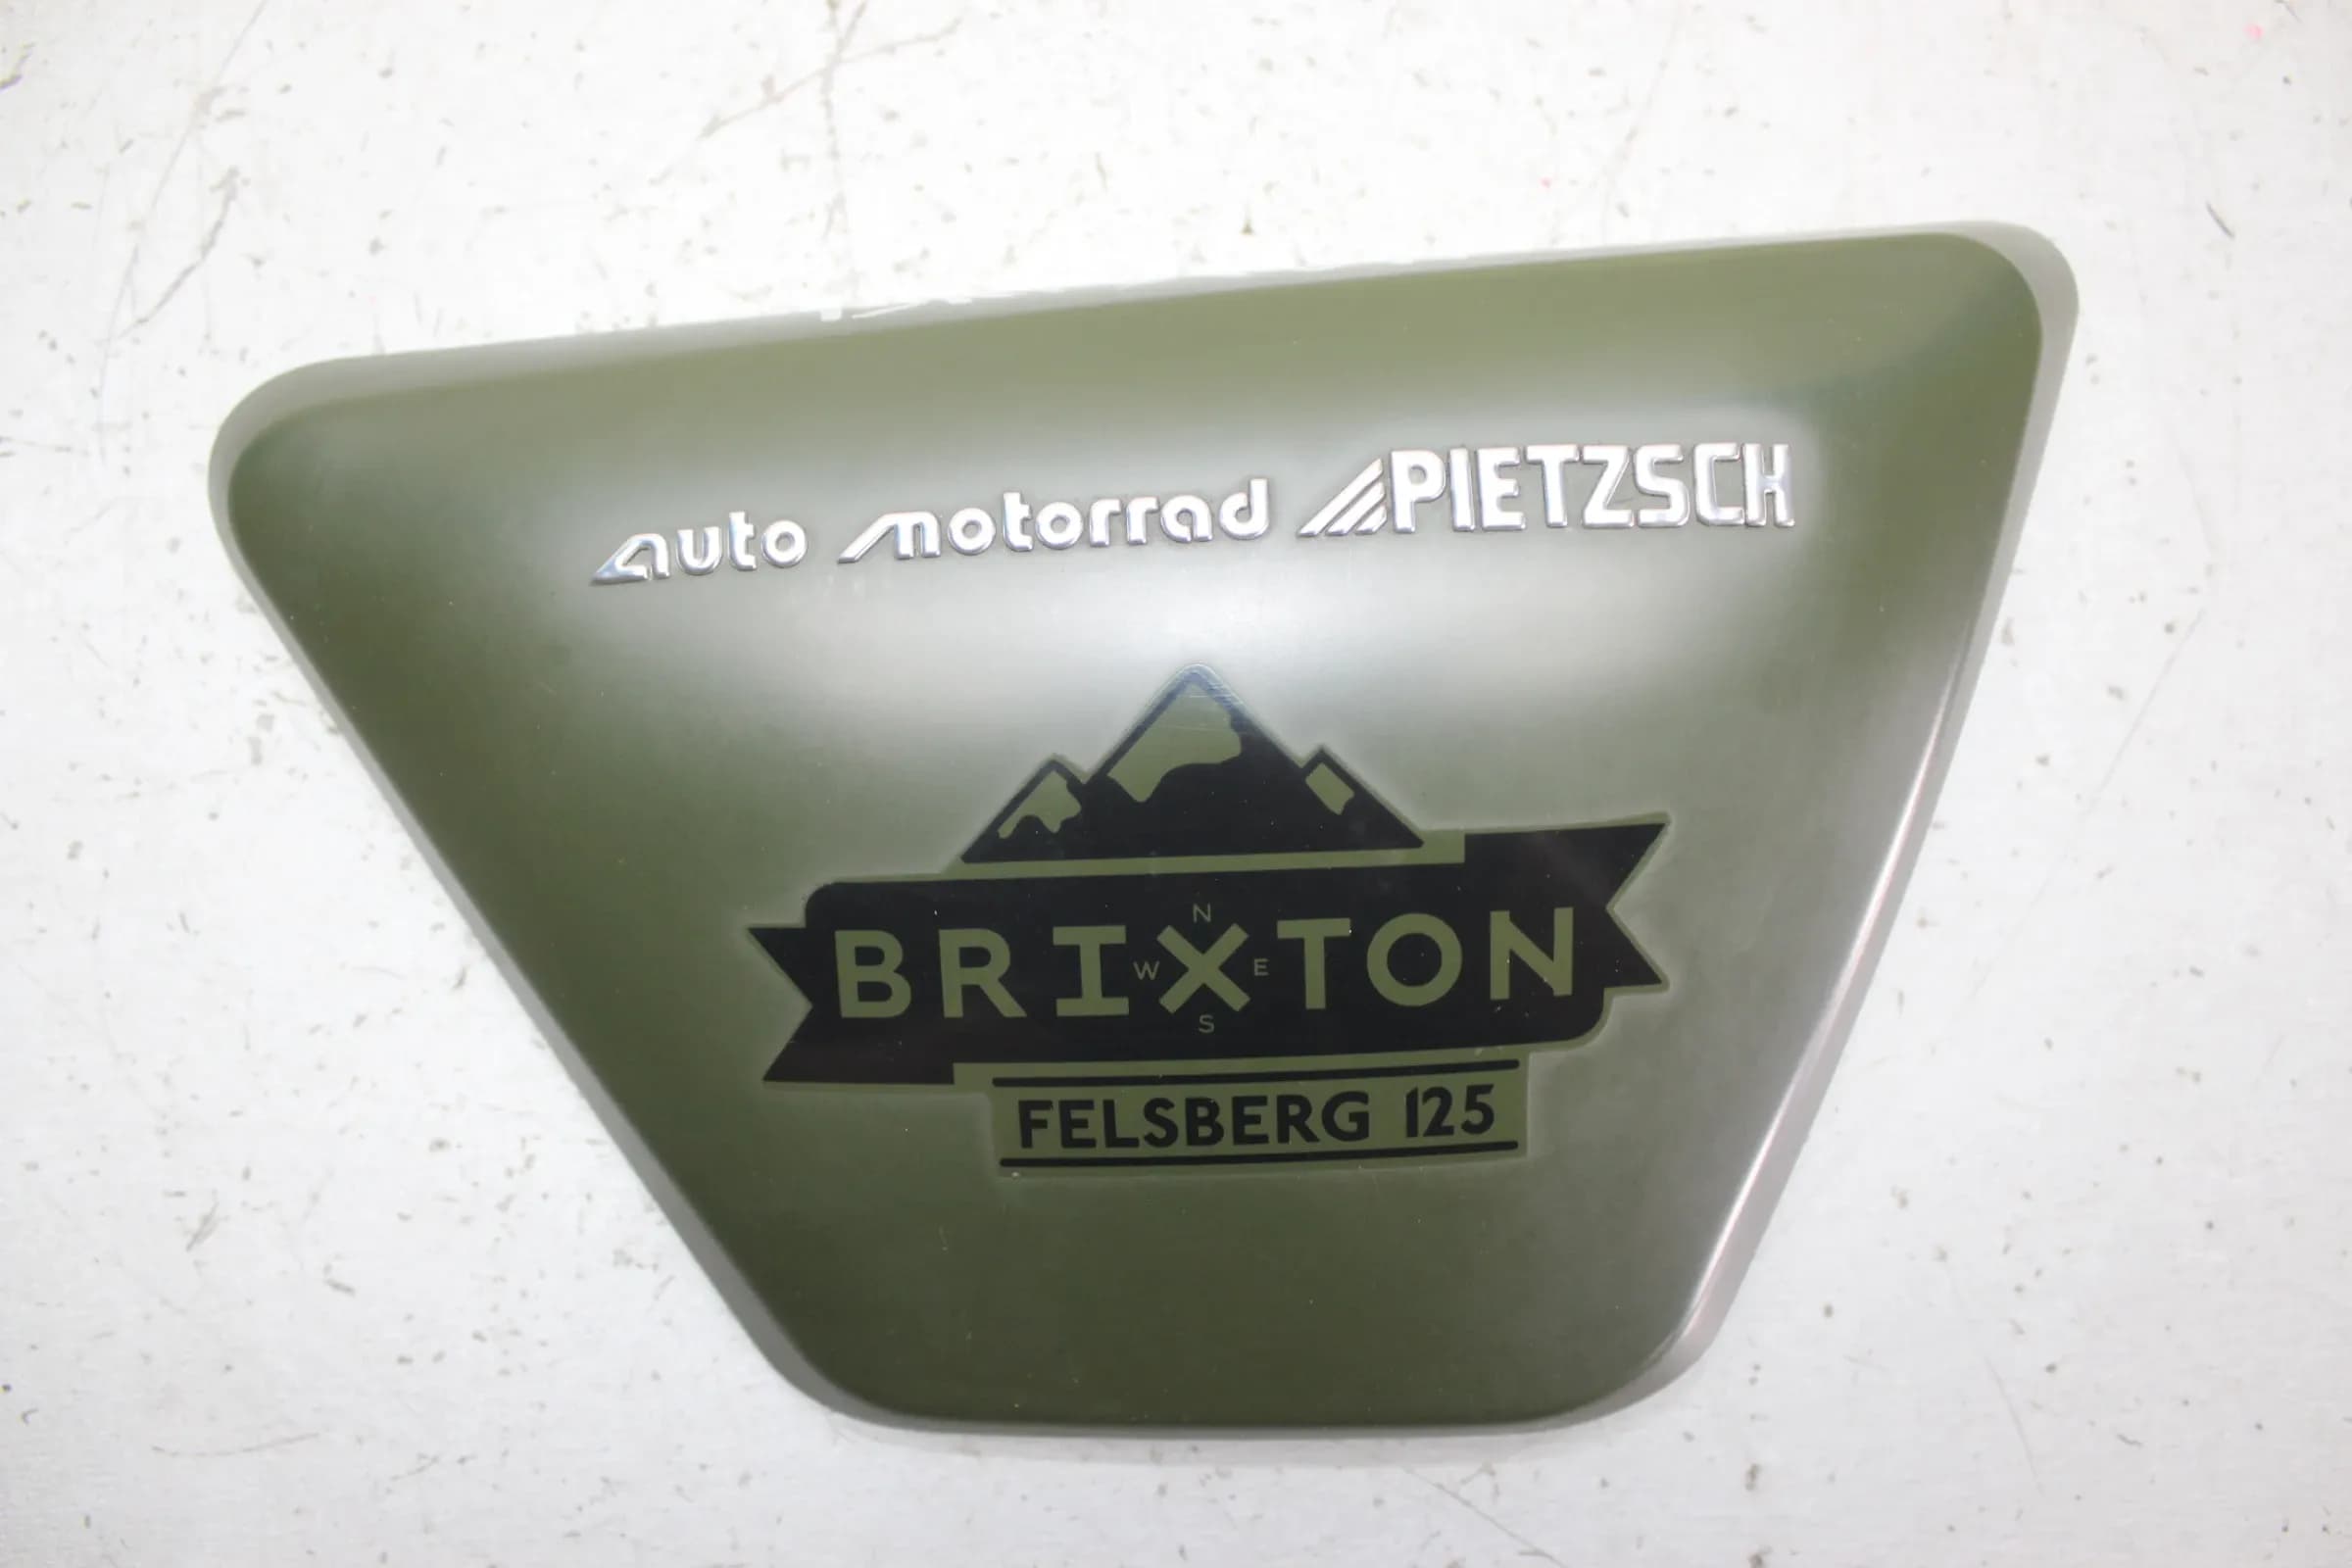 auto motorrad PIETZSCH
N
BRIXTON
W E
S
FELSBERG 125